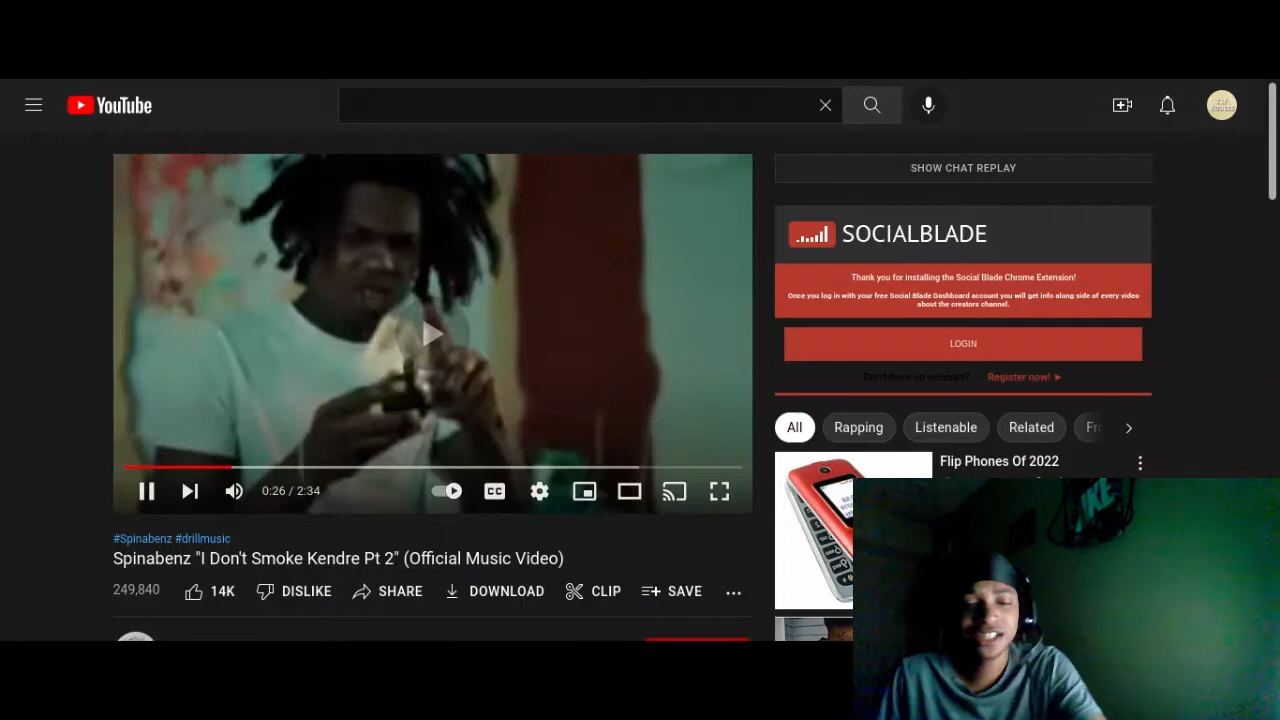 YouTube
SHOW CHAT REPLAY
SOCIALBLADE
Thank you for installing the Social Blade Chrome Extension!
Once you log in with your free Social Blade Dashboard account you will get info along side of every video
about the creators channel.
LOGIN
Don't have an account? - Register now! ►
All
Rapping
Listenable
Related
Fro
Flip Phones Of 2022
CC
0:26 / 2:34
#Spinabenz #drillmusic
Spinabenz "I Don't Smoke Kendre Pt 2" (Official Music Video)
249,840
14K
DISLIKE
SHARE
DOWNLOAD
CLIP
SAVE
NIKE